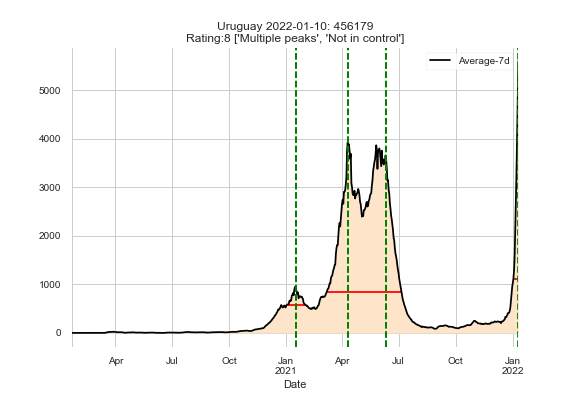 Uruguay 2022-01-10: 456179
Rating:8 ['Multiple peaks', 'Not in control']
Average-7d
5000
4000
3000
2000
1000
0
Apr
Jul
Oct
Jan
2021
Apr
Jul
Oct
Jan
2022
Date